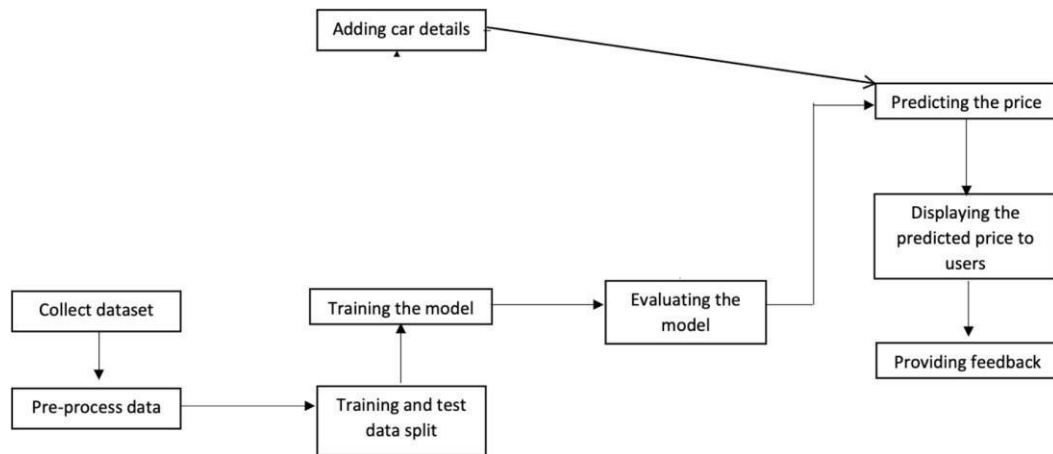 Adding car details
Predicting the price
Displaying the
predicted price to
users
Collect dataset
Training the model
Evaluating the
model
Providing feedback
Pre-process data
Training and test
data split